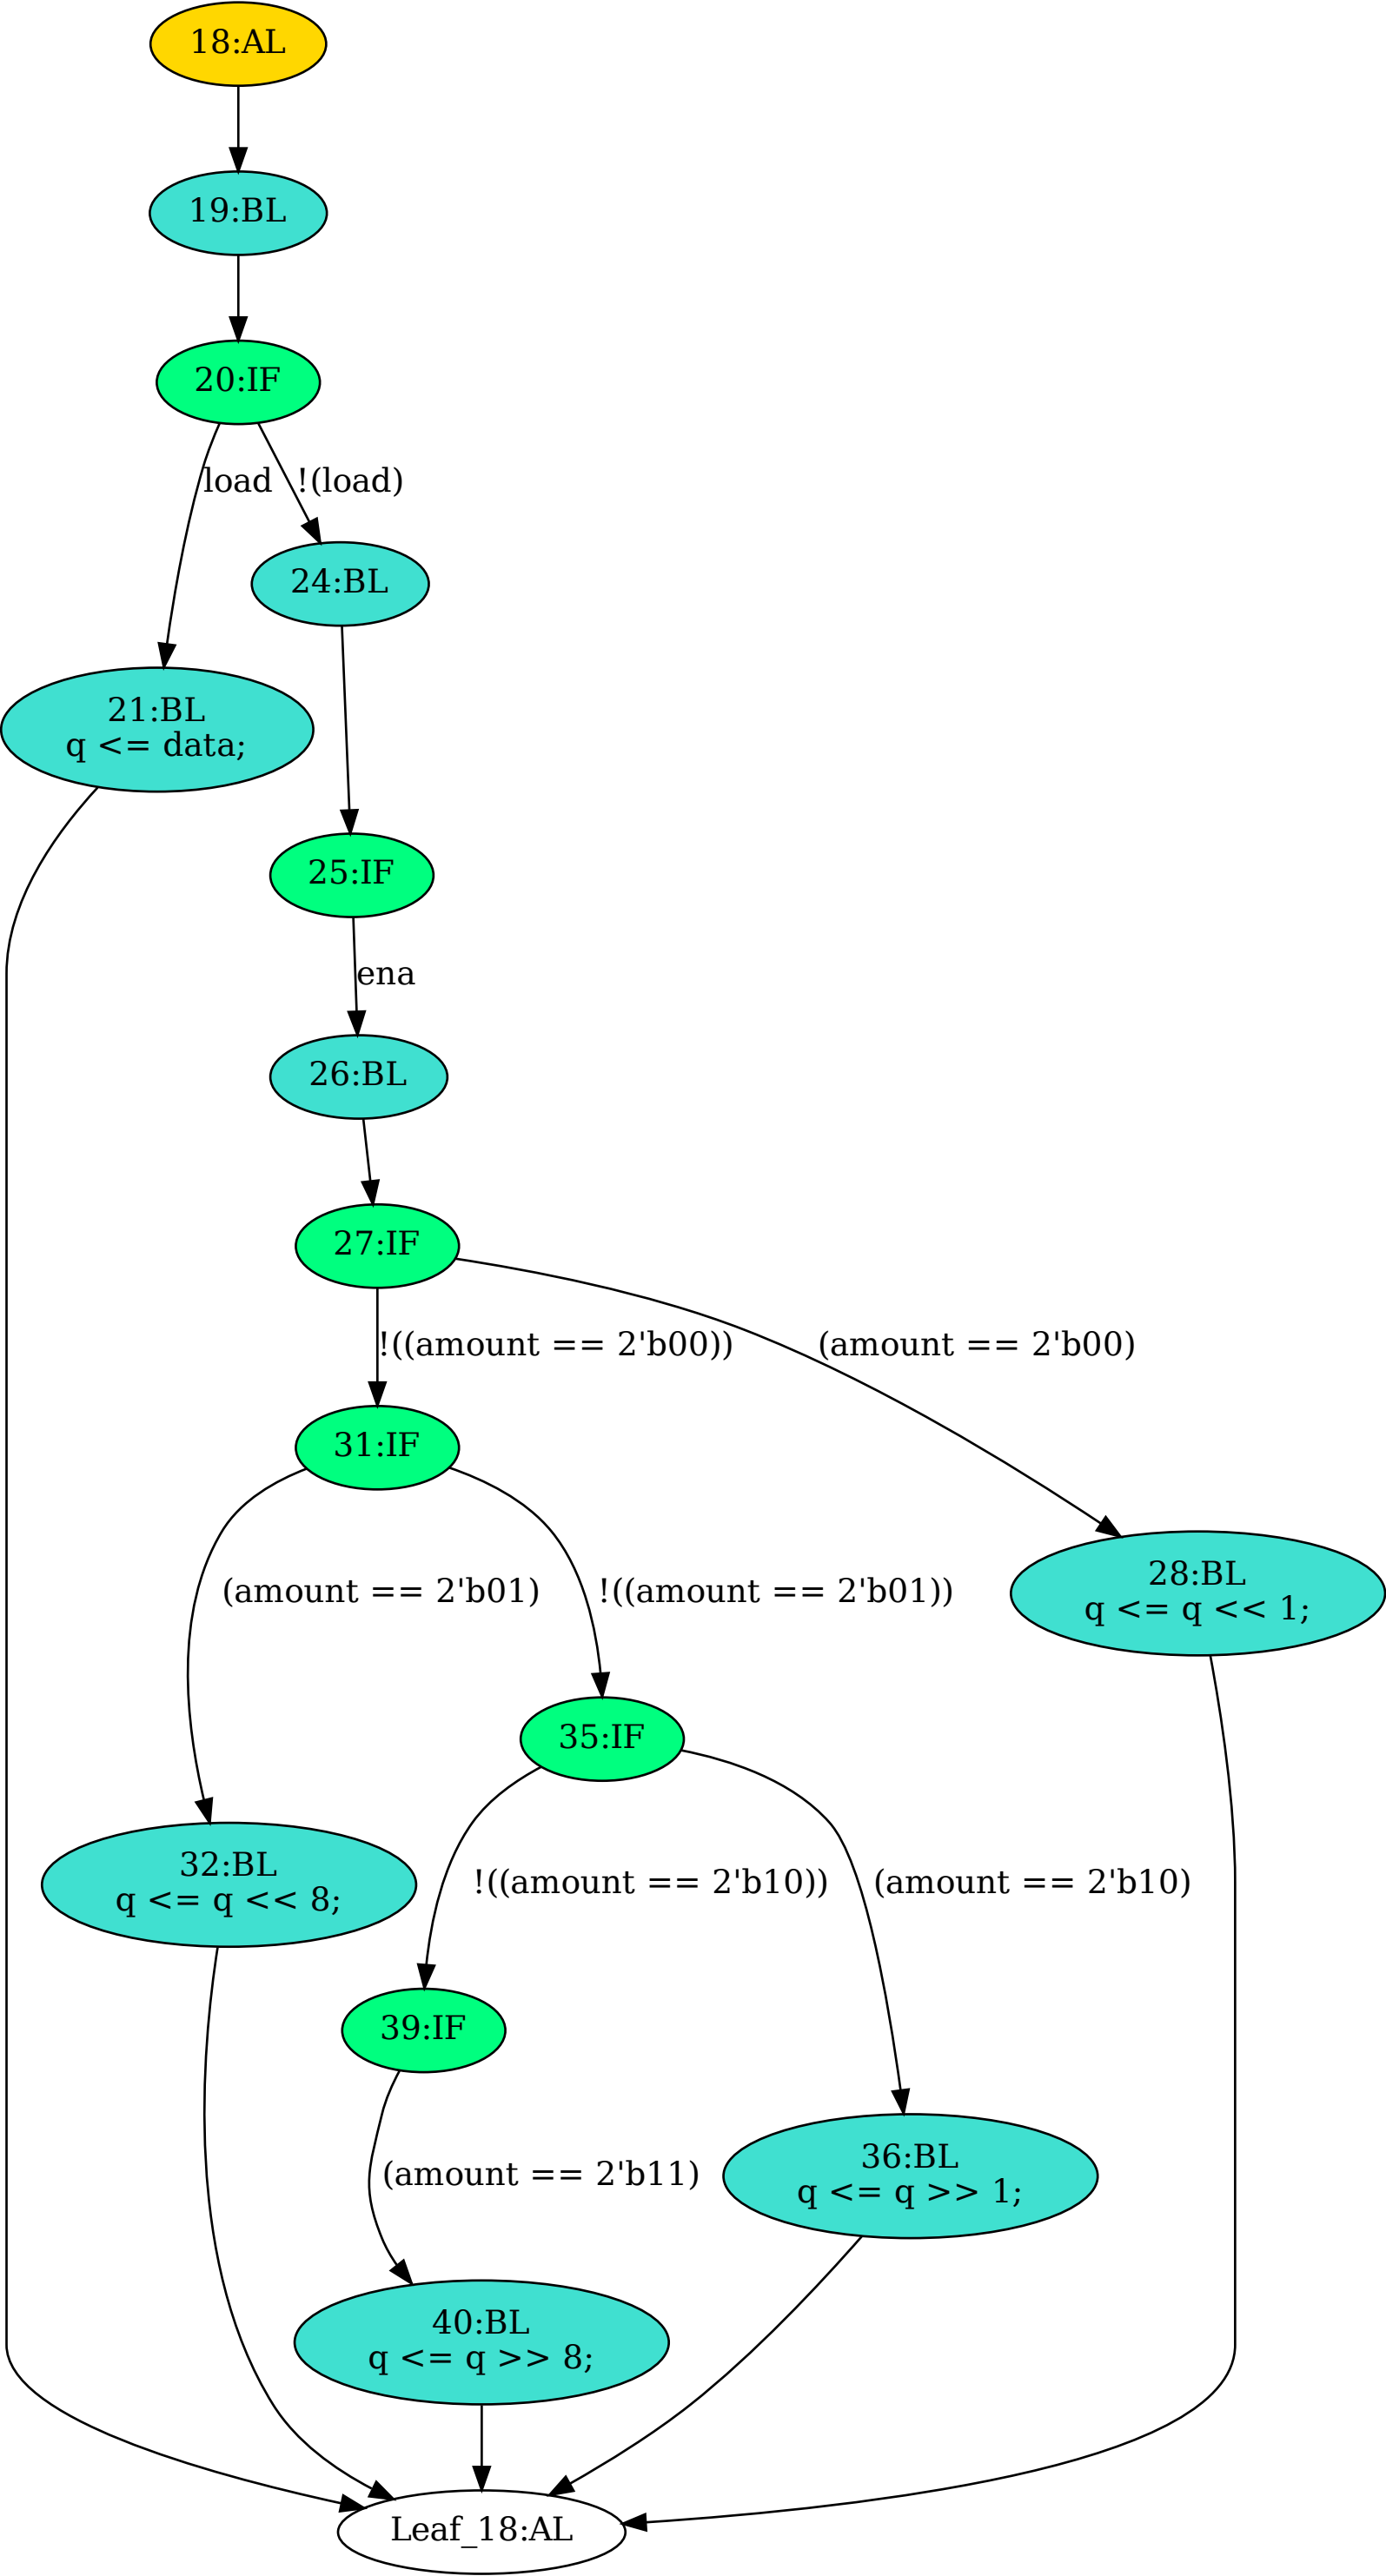 18:AL
19:BL
20:IF
load
!(load)
24:BL
21:BL
q <= data;
25:IF
ena
26:BL
27:IF
!((amount == 2'b00))
(amount == 2'b00)
31:IF
(amount == 2'b01)
!((amount == 2'b01))
28:BL
q <= q << 1;
35:IF
32:BL
q <= q << 8;
!((amount == 2'b10))
(amount == 2'b10)
39:IF
(amount == 2'b11)
36:BL
q <= q >> 1;
40:BL
q <= q >> 8;
Leaf_18:AL